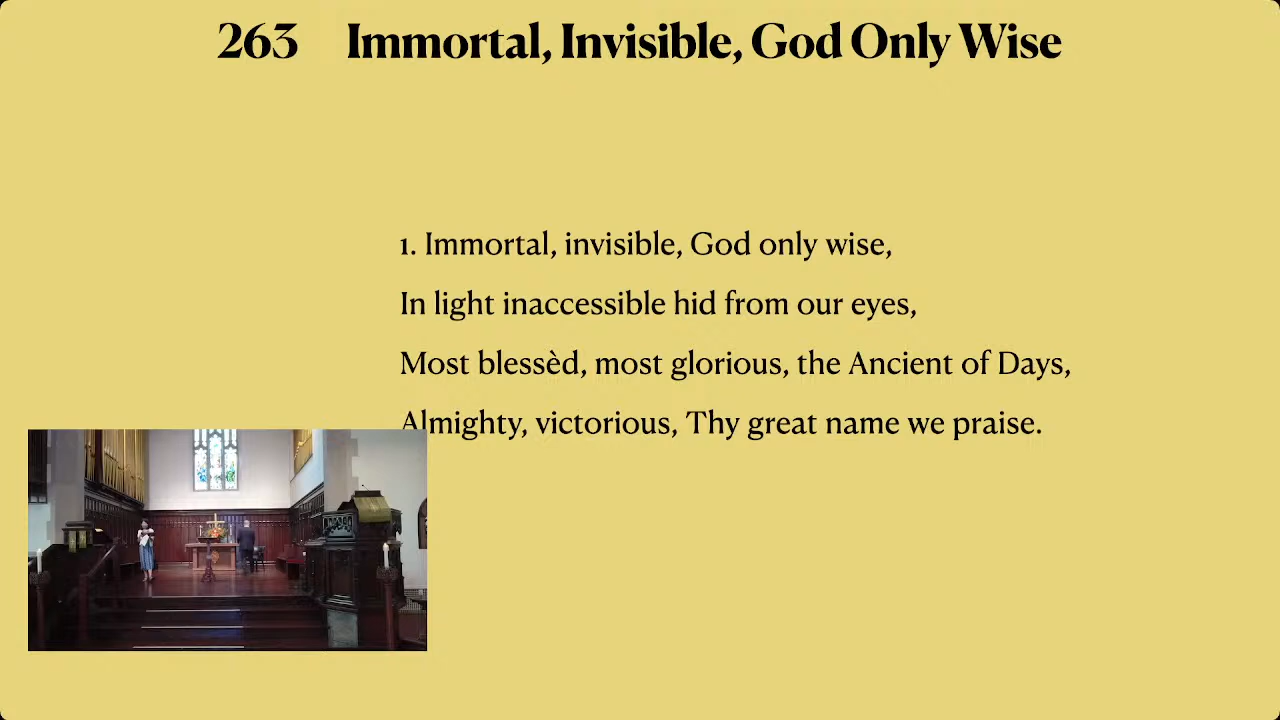 263 Immortal, Invisible, God Only Wise
1. Immortal, invisible, God only wise,
In light inaccessible hid from our eyes,
Most blessèd, most glorious, the Ancient of Days,
Almighty, victorious, Thy great name we praise.